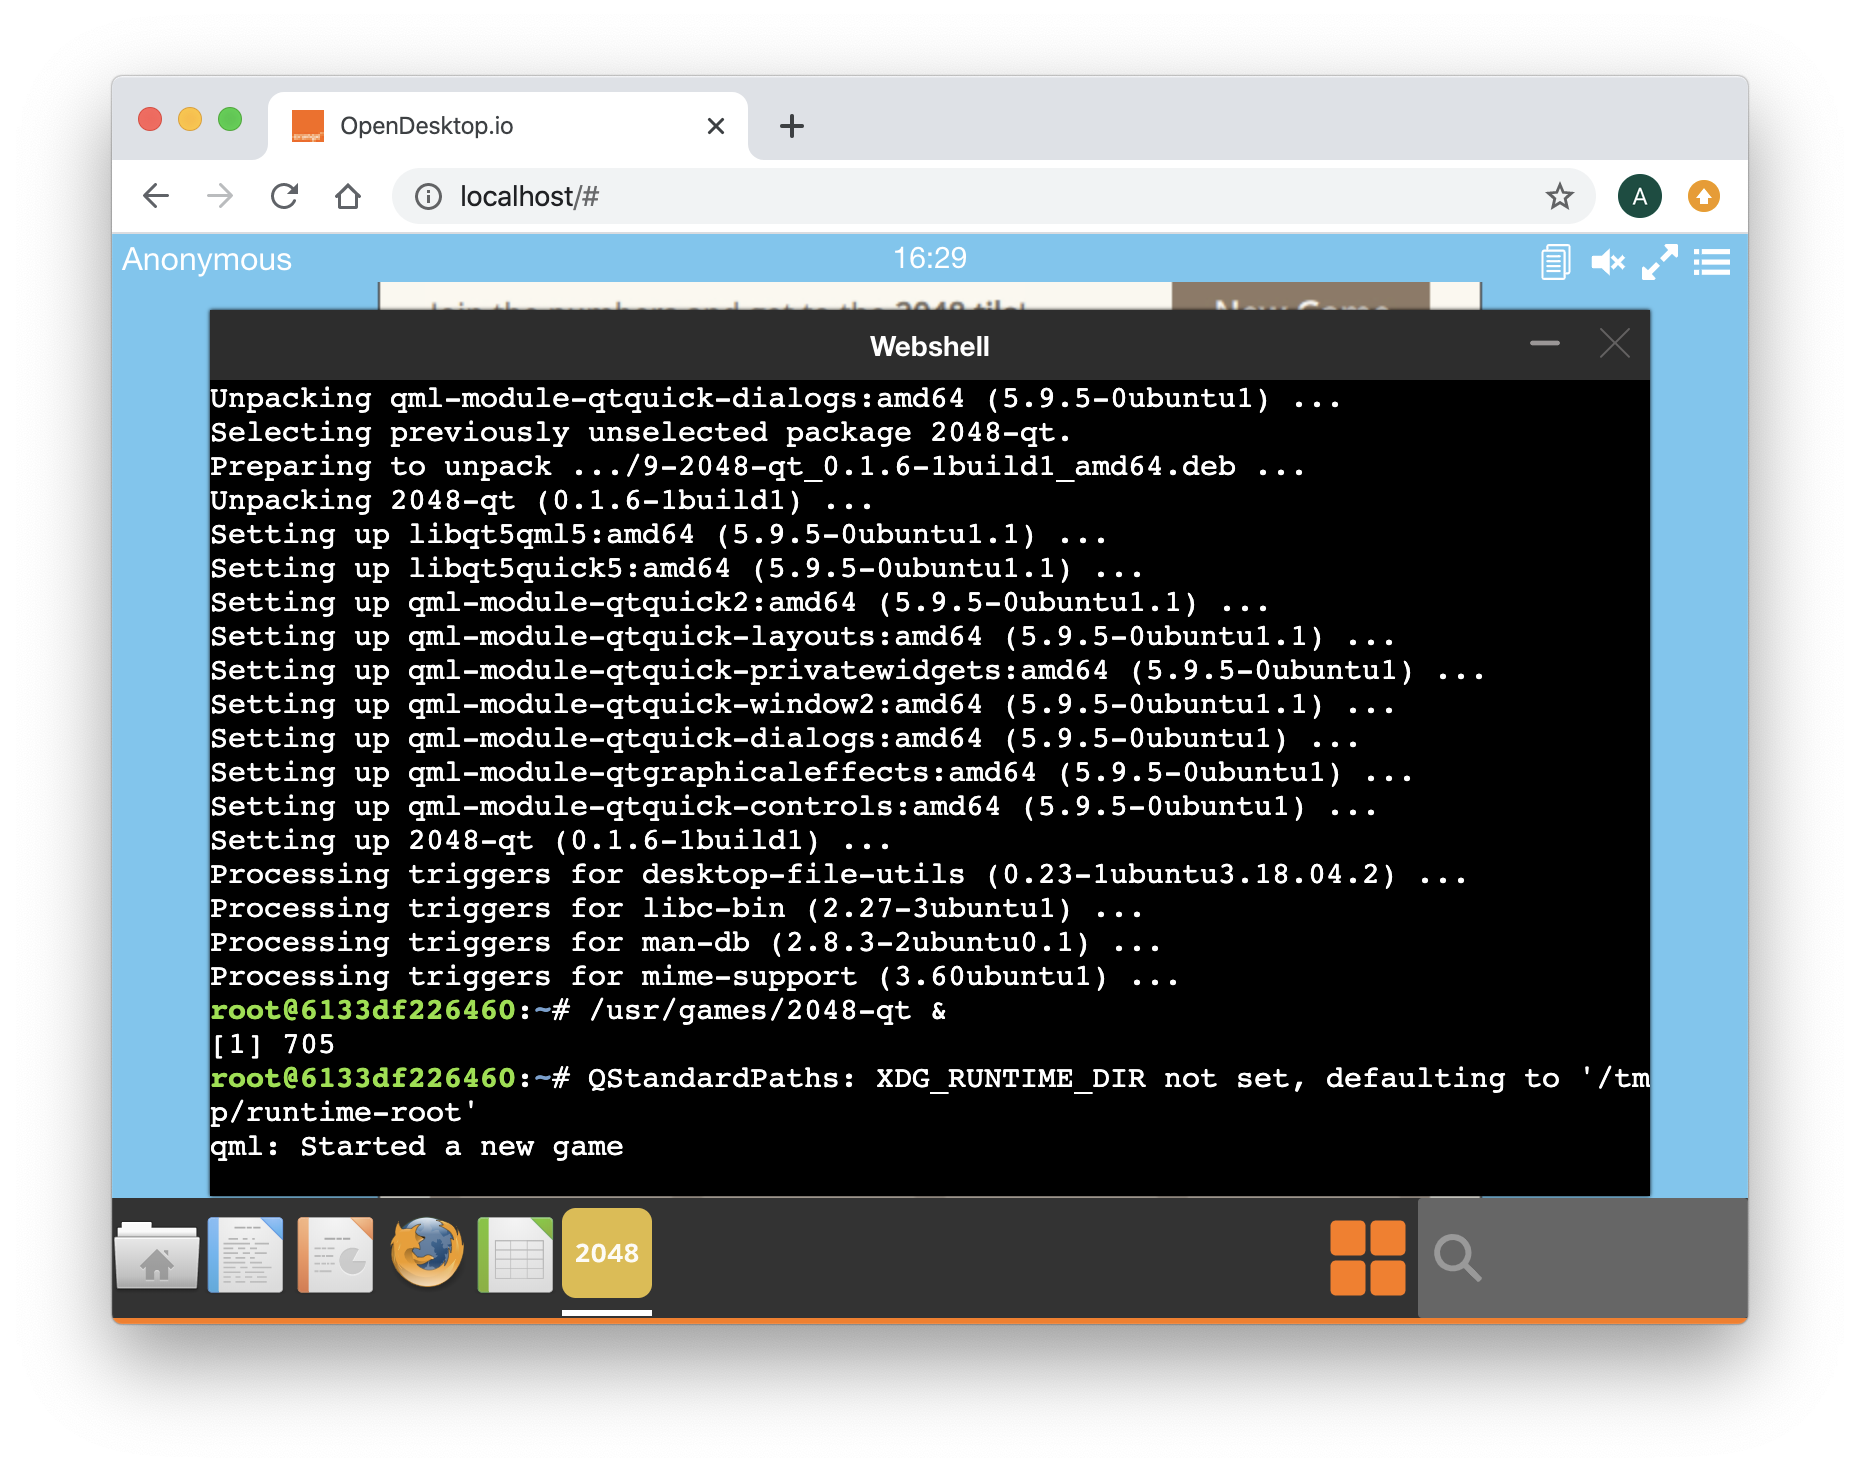 OpenDesktop.io
localhost/#
A
Anonymous
16:29
Join the numbers and get to the 2048 tile!
New Game
Webshell
Unpacking qml-module-qtquick-dialogs:amd64 (5.9.5-0ubuntu1) ...
Selecting previously unselected package 2048-qt.
Preparing to unpack .../9-2048-qt_0.1.6-1build1_amd64.deb ...
Unpacking 2048-qt (0.1.6-1build1) ...
Setting up libqt5qml5:amd64 (5.9.5-0ubuntu1.1) ...
Setting up libqt5quick5:amd64 (5.9.5-0ubuntu1.1) ...
Setting up qml-module-qtquick2:amd64 (5.9.5-0ubuntu1.1) ...
Setting up qml-module-qtquick-layouts:amd64 (5.9.5-0ubuntu1.1) ...
Setting up qml-module-qtquick-privatewidgets:amd64 (5.9.5-0ubuntu1) ...
Setting up qml-module-qtquick-window2:amd64 (5.9.5-0ubuntu1.1) ...
Setting up qml-module-qtquick-dialogs:amd64 (5.9.5-0ubuntu1) ...
Setting up qml-module-qtgraphicaleffects:amd64 (5.9.5-0ubuntu1) ...
Setting up qml-module-qtquick-controls:amd64 (5.9.5-0ubuntu1) ...
Setting up 2048-qt (0.1.6-1build1) ...
Processing triggers for desktop-file-utils (0.23-1ubuntu3.18.04.2) ...
Processing triggers for libc-bin (2.27-3ubuntu1) ...
Processing triggers for man-db (2.8.3-2ubuntu0.1) ...
Processing triggers for mime-support (3.60ubuntu1) ...
root@6133df226460:~# /usr/games/2048-qt &
[1] 705
root@6133df226460:~# QStandardPaths: XDG_RUNTIME_DIR not set, defaulting to '/tm
p/runtime-root'
qml: Started a new game
2048